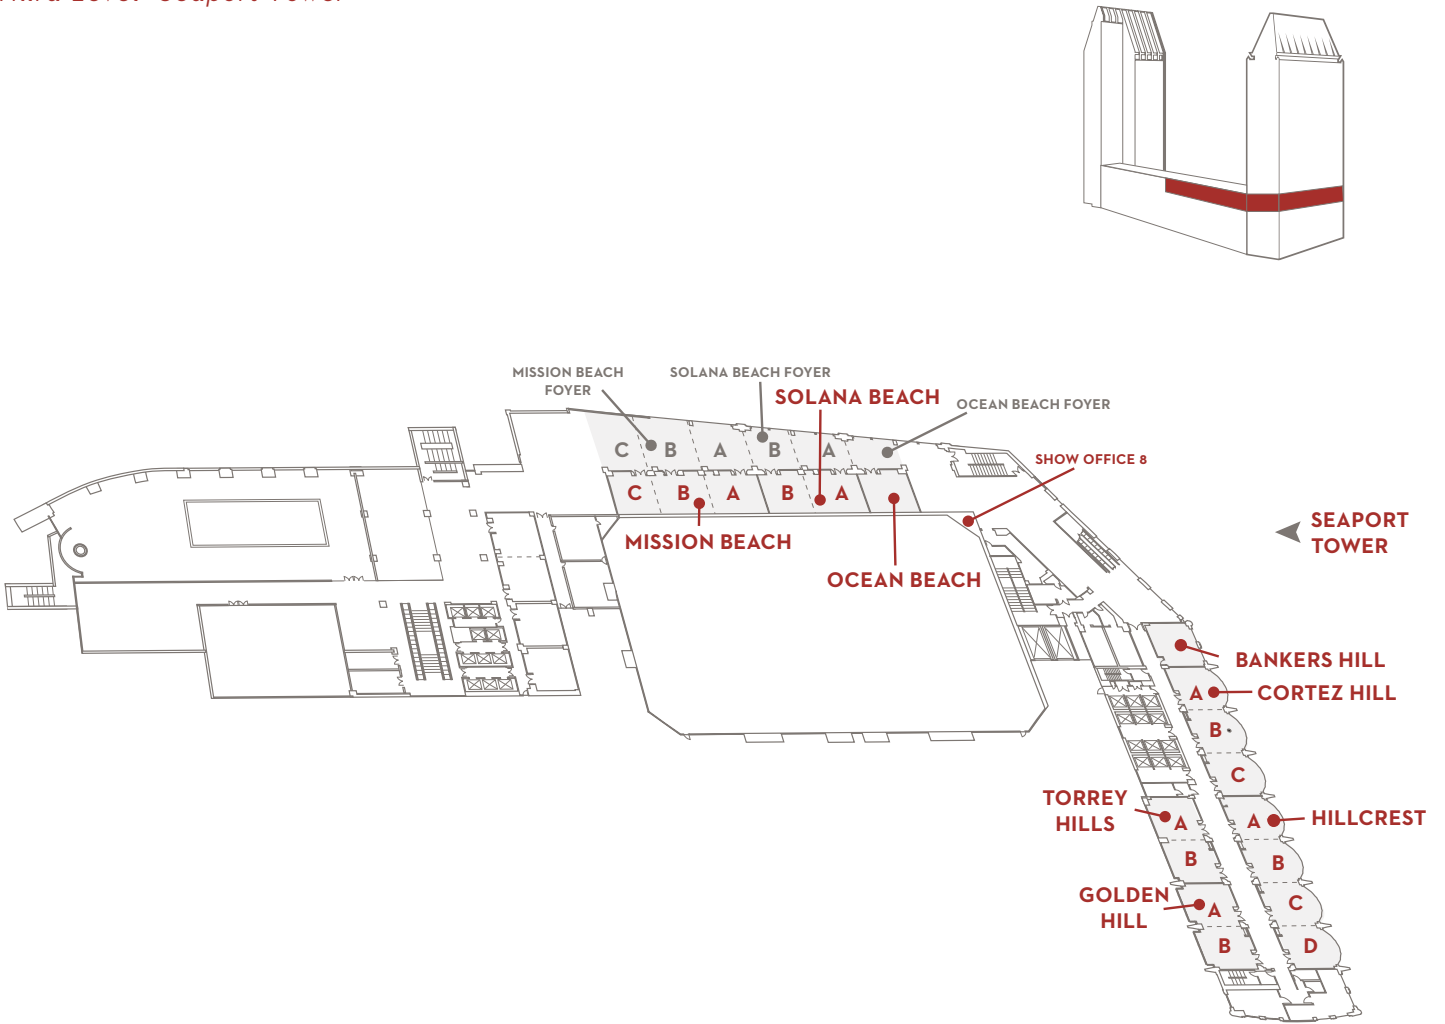 MISSION BEACH
FOYER
SOLANA BEACH FOYER
SOLANA BEACH
OCEAN BEACH FOYER
C B A B A
SHOW OFFICE 8
C B A B A
MISSION BEACH
OCEAN BEACH
SEAPORT
TOWER
BANKERS HILL
A
CORTEZ HILL
B
C
TORREY
HILLS
A
B
A
HILLCREST
B
C
D
GOLDEN
HILL
A
B